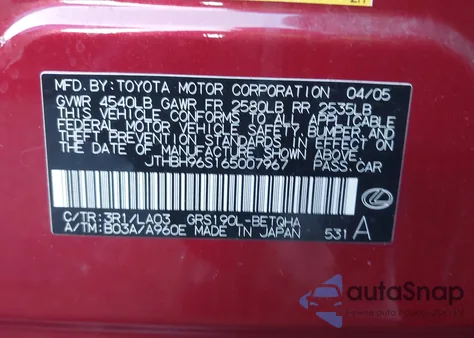 MFD. BY: TOYOTA MOTOR CORPORATION 04/05
GVWR 4540LB GAWR FR 2580LB RR 2535LB
THIS VEHICLE CONFORMS TO ALL APPLICABLE
FEDERAL MOTOR VEHICLE SAFETY, BUMPER, AND
THEFT PREVENTION STANDARDS IN EFFECT ON
THE DATE OF MANUFACTURE SHOWN ABOVE.
JTHBH96S165007967 PASS.CAR
C/TR: 3R1/LA03 GRS190L-BETQHA
A/TM: B03A/A960E MADE IN JAPAN 531 A
autoSnap